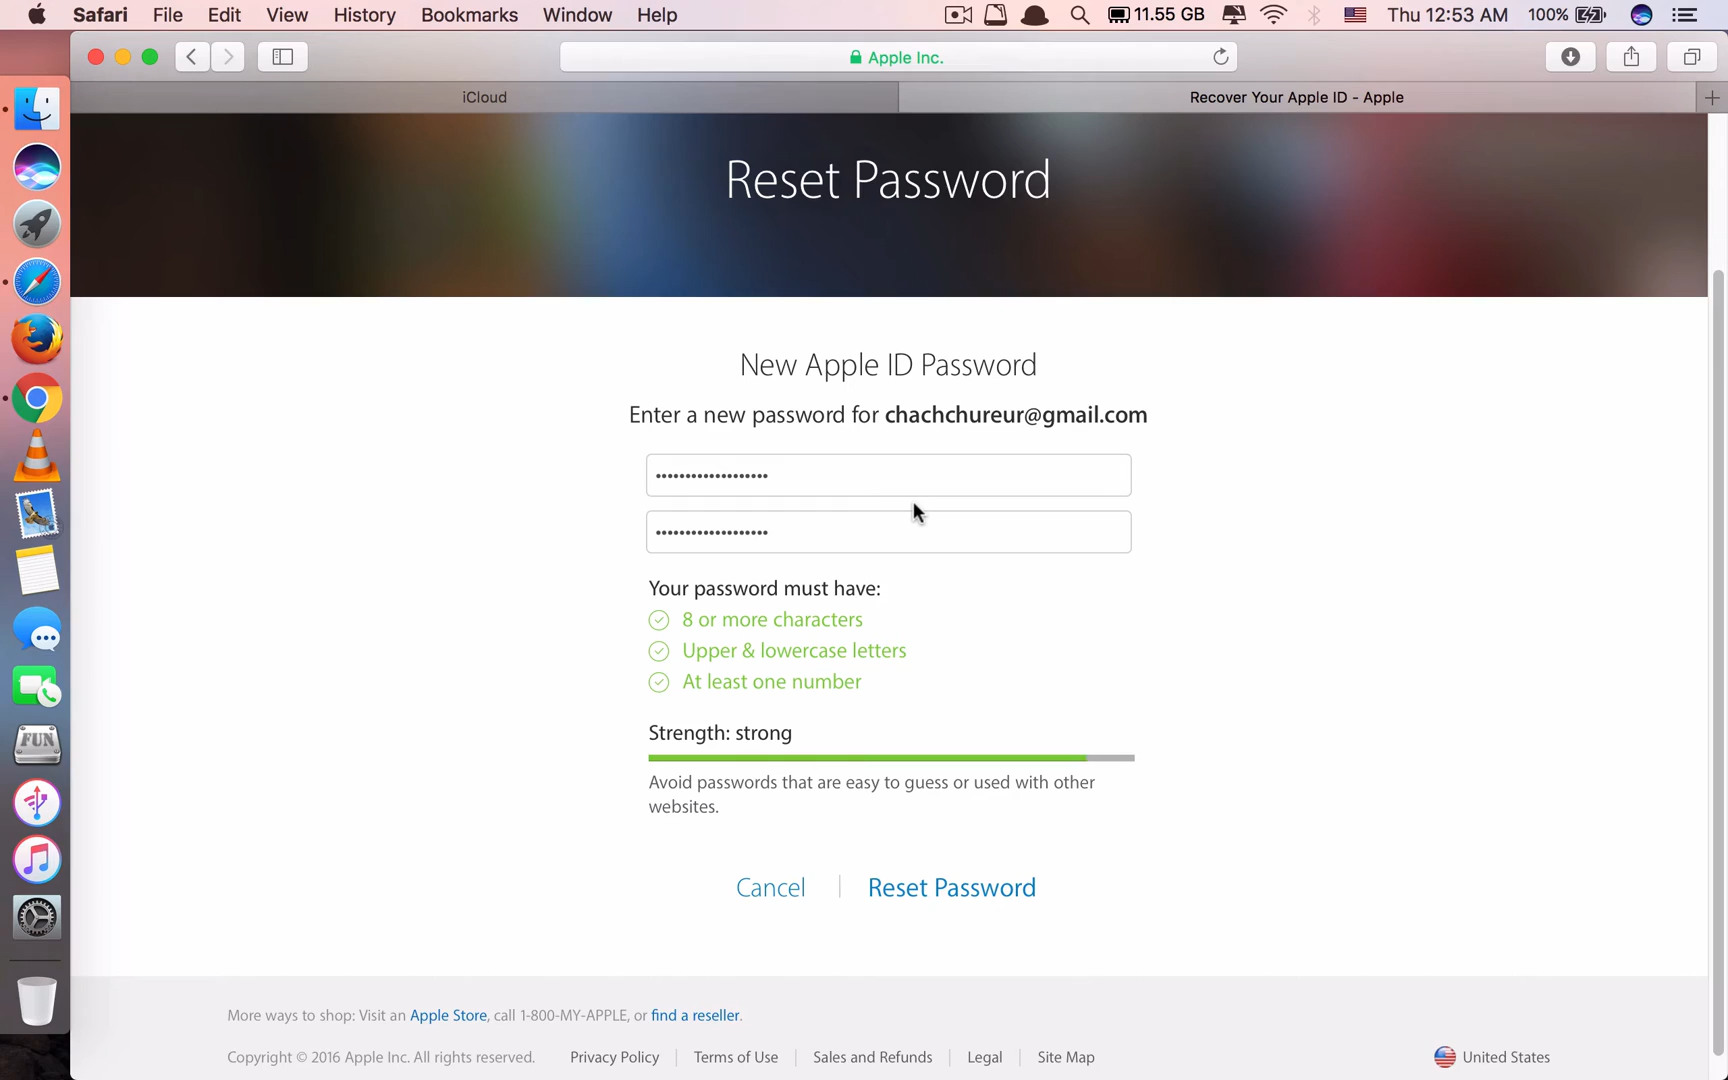 Safari File Edit View History Bookmarks Window Help 11.55 GB Thu 12:53 AM 100%
Apple Inc.
iCloud Recover Your Apple ID - Apple
Reset Password
New Apple ID Password
Enter a new password for chachchureur@gmail.com
•••••••••••••••••••
•••••••••••••••••••
Your password must have:
8 or more characters
Upper & lowercase letters
At least one number
Strength: strong
Avoid passwords that are easy to guess or used with other
websites.
Cancel Reset Password
FUN
More ways to shop: Visit an Apple Store, call 1-800-MY-APPLE, or find a reseller.
Copyright © 2016 Apple Inc. All rights reserved. Privacy Policy Terms of Use Sales and Refunds Legal Site Map United States